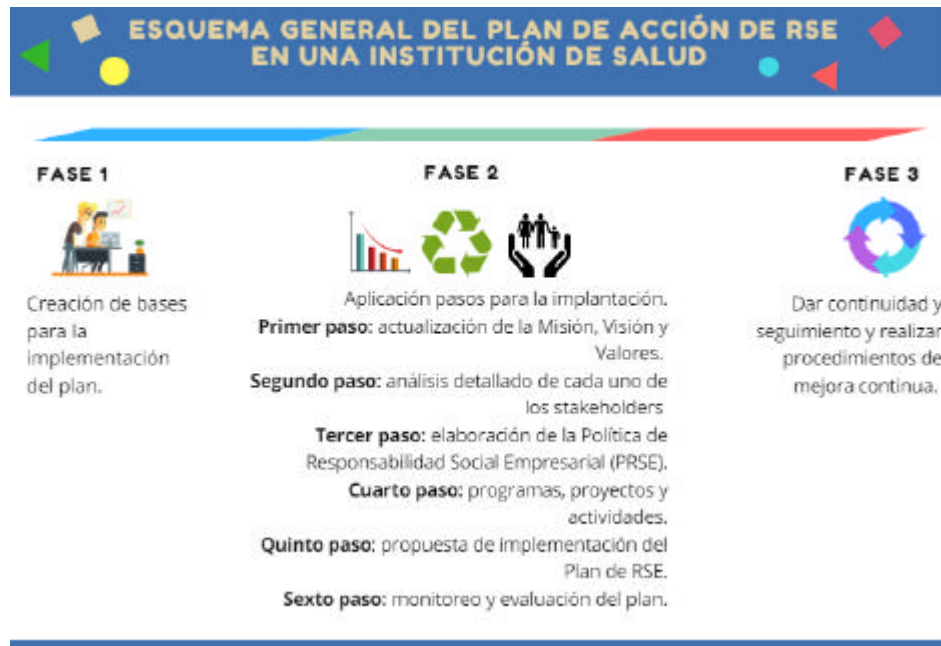 ESQUEMA GENERAL DEL PLAN DE ACCIÓN DE RSE
EN UNA INSTITUCIÓN DE SALUD
FASE 1
Creación de bases
para la
implementación
del plan.
FASE 2
Aplicación pasos para la implantación.
Primer paso: actualización de la Misión, Visión y
Valores.
Segundo paso: análisis detallado de cada uno de
los stakeholders
Tercer paso: elaboración de la Política de
Responsabilidad Social Empresarial (PRSE).
Cuarto paso: programas, proyectos y
actividades.
Quinto paso: propuesta de implementación del
Plan de RSE.
Sexto paso: monitoreo y evaluación del plan.
FASE 3
Dar continuidad y
seguimiento y realizar
procedimientos de
mejora continua.